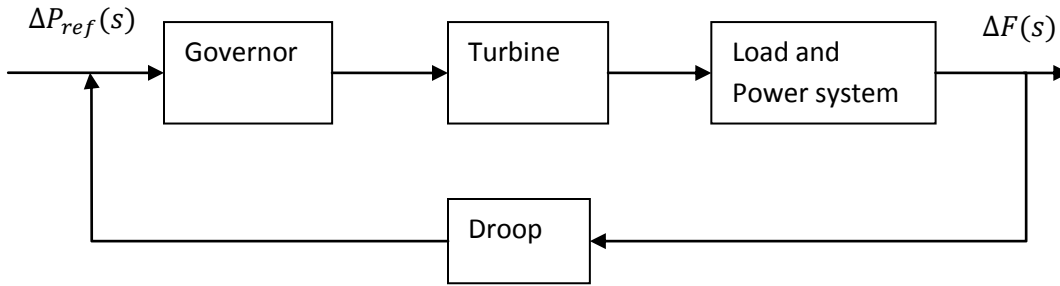 ΔP_ref(s)
ΔF(s)
Governor
Turbine
Load and
Power system
Droop